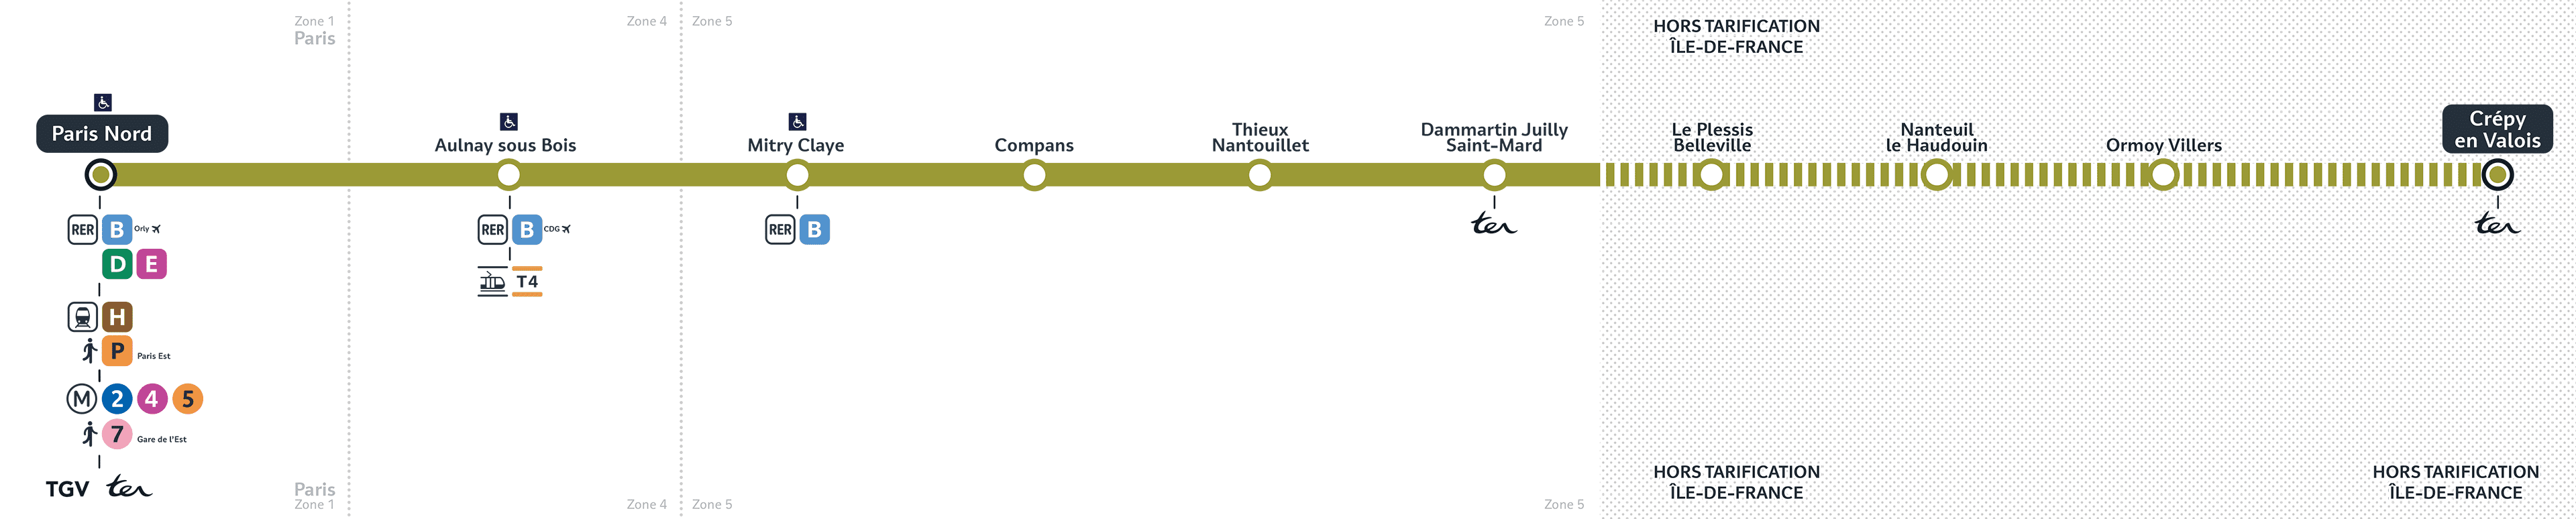 Zone 1
Paris
Zone 4
Zone 5
Zone 5
HORS TARIFICATION
ÎLE-DE-FRANCE
Paris Nord
Aulnay sous Bois
Mitry Claye
Compans
Thieux
Nantouillet
Dammartin Juilly
Saint-Mard
Le Plessis
Belleville
Nanteuil
le Haudouin
Ormoy Villers
Crépy
en Valois
RER B Orly
D E
H
P Paris Est
M 2 4 5
7 Gare de l'Est
TGV ter
RER B CDG
T4
RER B
ter
ter
Paris
Zone 1
Zone 4
Zone 5
Zone 5
HORS TARIFICATION
ÎLE-DE-FRANCE
HORS TARIFICATION
ÎLE-DE-FRANCE